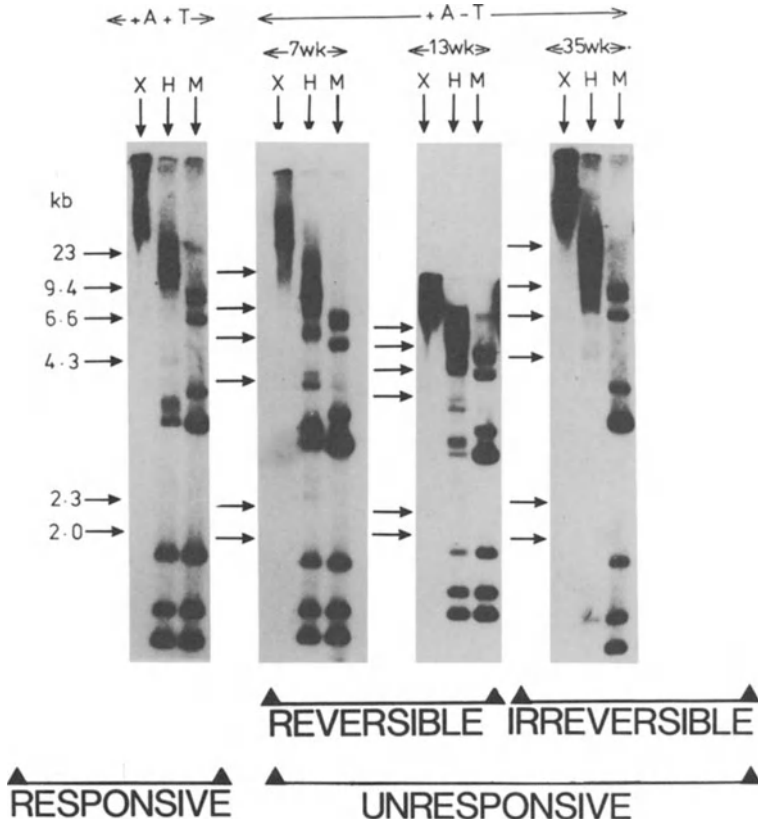 +A+T
+A-T
7wk
13wk
35wk
X H M
X H M
X H M
X H M
kb
23
9·4
6·6
4·3
2·3
2·0
REVERSIBLE
IRREVERSIBLE
RESPONSIVE
UNRESPONSIVE